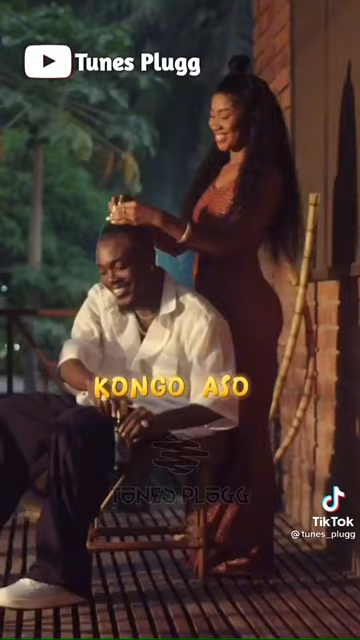 Tunes Plugg
KONGO ASO
TUNES PLUGG
TikTok
@tunes_plugg